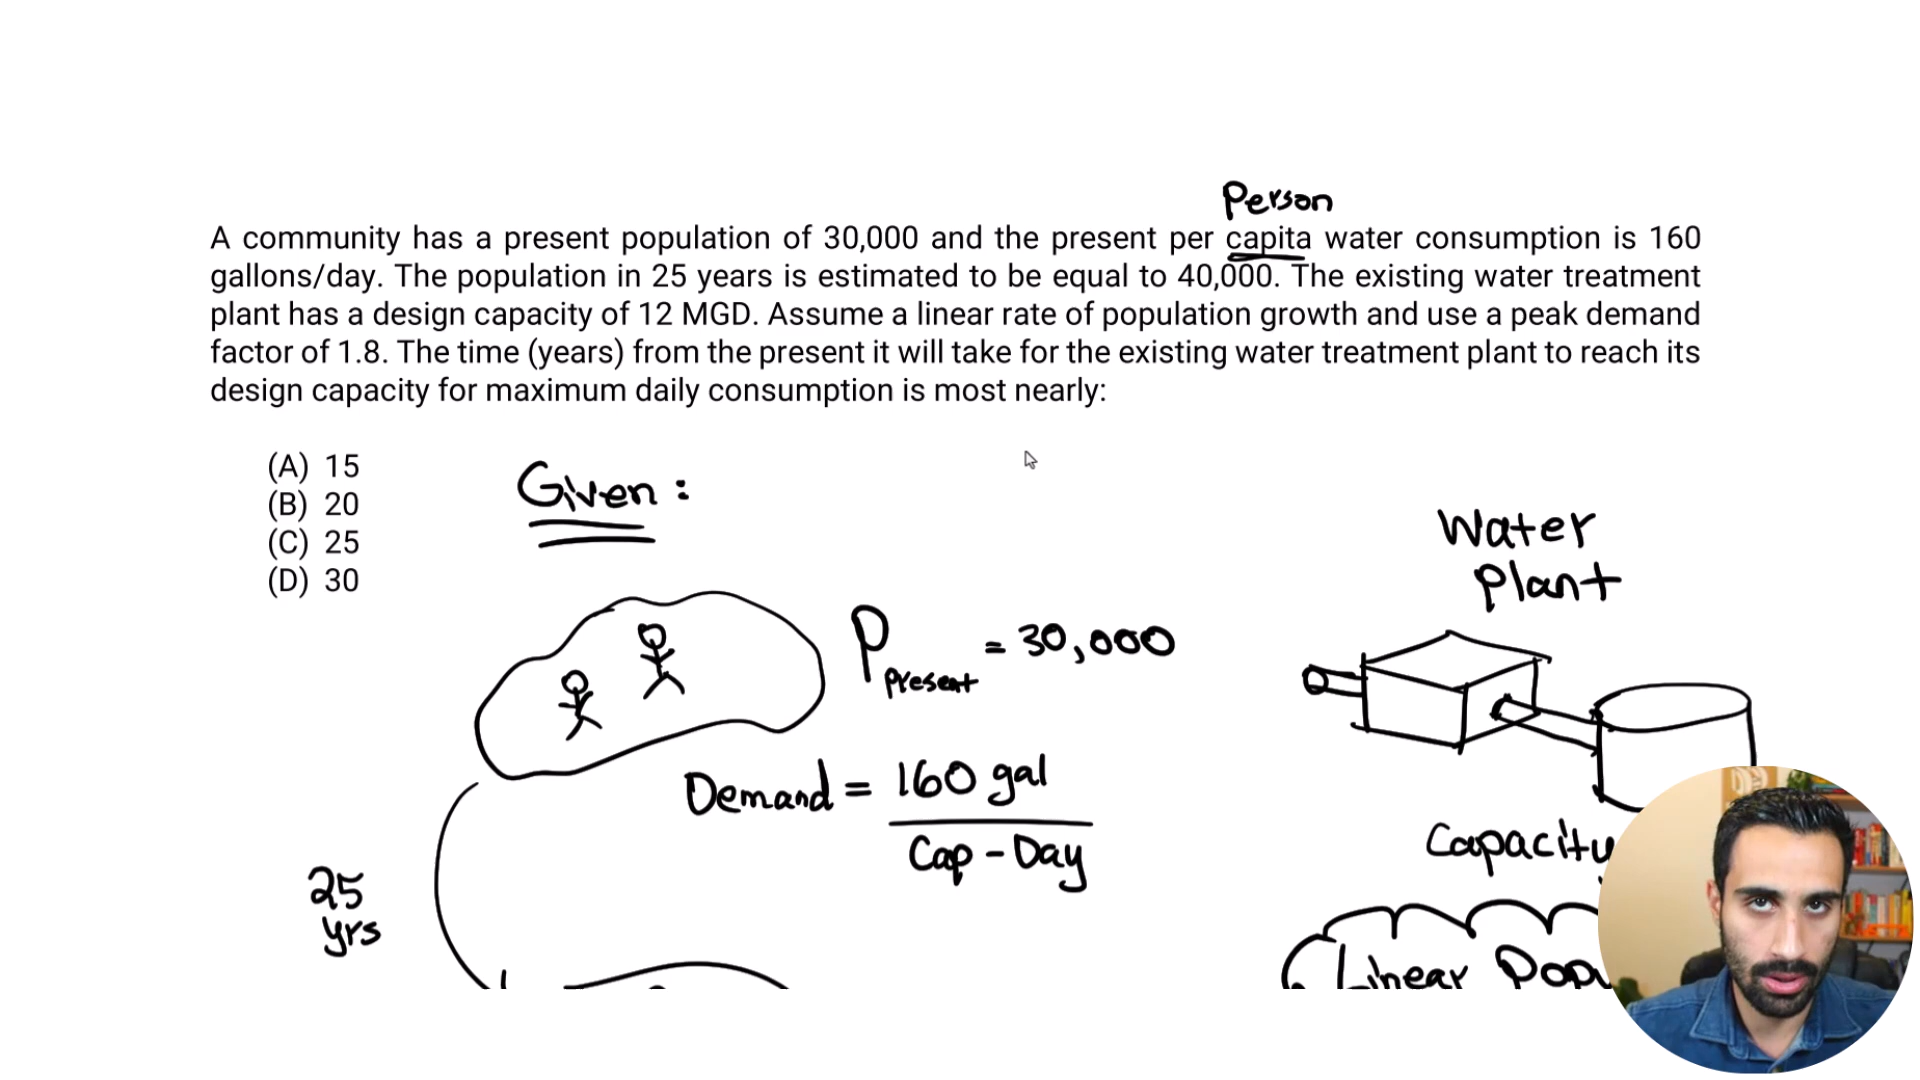 Person
A community has a present population of 30,000 and the present per capita water consumption is 160
gallons/day. The population in 25 years is estimated to be equal to 40,000. The existing water treatment
plant has a design capacity of 12 MGD. Assume a linear rate of population growth and use a peak demand
factor of 1.8. The time (years) from the present it will take for the existing water treatment plant to reach its
design capacity for maximum daily consumption is most nearly:
(A) 15
(B) 20
(C) 25
(D) 30
Given:
Water
Plant
P Present = 30,000
Demand = 160 gal
Cap - Day
Capacity
25
yrs
Linear